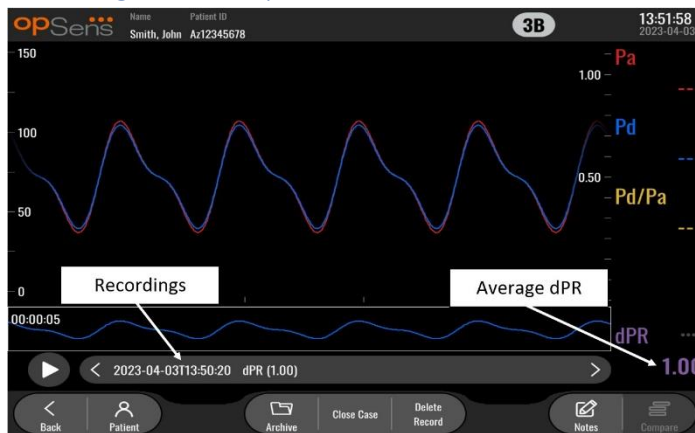 opSens
Name Patient ID
Smith, John Az12345678
3B
13:51:58
2023-04-03
150
100
50
0
1.00
0.50
Pa
--
Pd
--
Pd/Pa
--
Recordings
Average dPR
00:00:05
dPR ---
1.00
2023-04-03T13:50:20 dPR (1.00)
Back
Patient
Archive
Close Case
Delete
Record
Notes
Compare